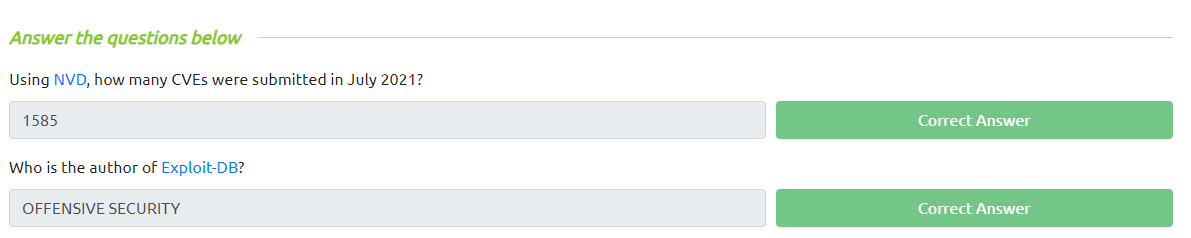 Answer the questions below
Using NVD, how many CVEs were submitted in July 2021?
1585
Correct Answer
Who is the author of Exploit-DB?
OFFENSIVE SECURITY
Correct Answer